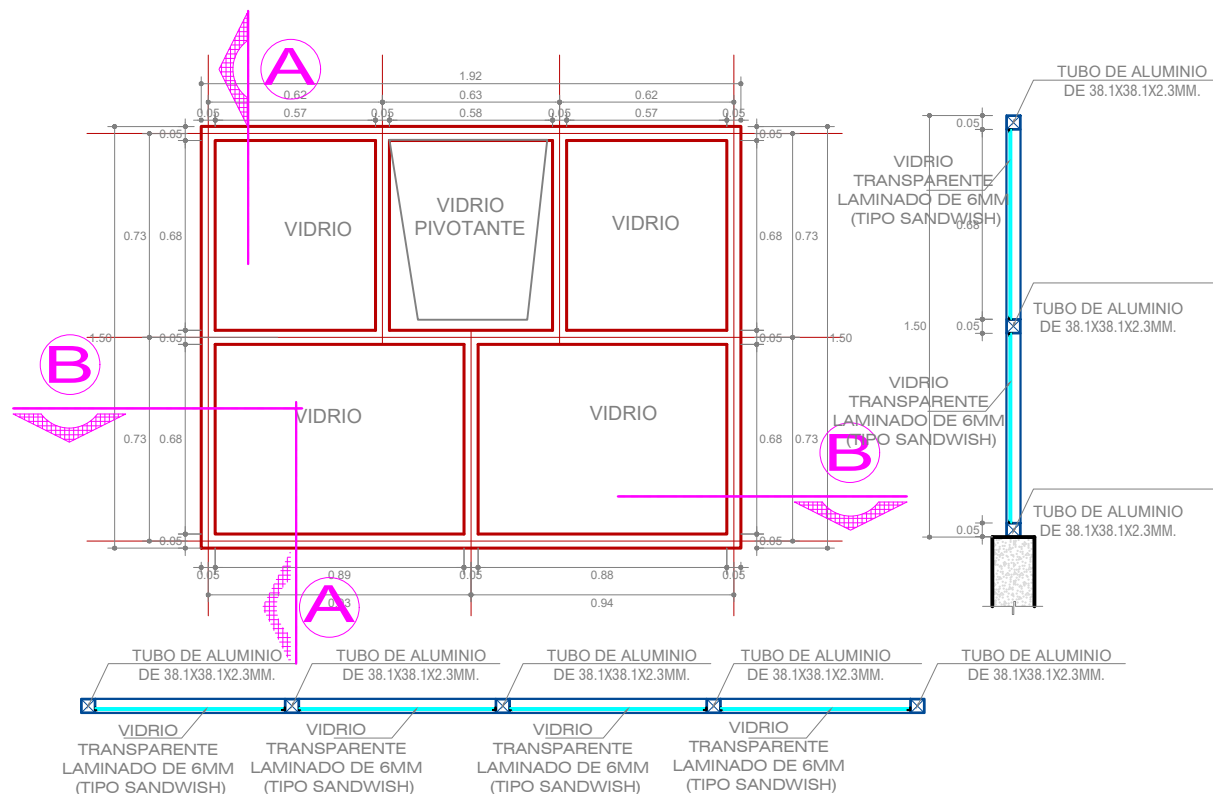 A
1.92
0.62
0.63
0.62
0.05
0.57
0.05
0.58
0.05
0.57
0.05
0.05
0.05
VIDRIO
VIDRIO
PIVOTANTE
VIDRIO
0.73
0.68
0.68
0.73
1.50
0.05
0.05
1.50
B
VIDRIO
VIDRIO
0.73
0.68
0.68
0.73
B
0.05
0.05
0.05
0.89
0.05
0.88
0.05
0.94
A
TUBO DE ALUMINIO
DE 38.1X38.1X2.3MM.
0.05
VIDRIO
TRANSPARENTE
LAMINADO DE 6MM
(TIPO SANDWISH)
0.68
TUBO DE ALUMINIO
DE 38.1X38.1X2.3MM.
1.50
0.05
VIDRIO
TRANSPARENTE
LAMINADO DE 6MM
(TIPO SANDWISH)
TUBO DE ALUMINIO
DE 38.1X38.1X2.3MM.
0.05
TUBO DE ALUMINIO
DE 38.1X38.1X2.3MM.
TUBO DE ALUMINIO
DE 38.1X38.1X2.3MM.
TUBO DE ALUMINIO
DE 38.1X38.1X2.3MM.
TUBO DE ALUMINIO
DE 38.1X38.1X2.3MM.
TUBO DE ALUMINIO
DE 38.1X38.1X2.3MM.
VIDRIO
TRANSPARENTE
LAMINADO DE 6MM
(TIPO SANDWISH)
VIDRIO
TRANSPARENTE
LAMINADO DE 6MM
(TIPO SANDWISH)
VIDRIO
TRANSPARENTE
LAMINADO DE 6MM
(TIPO SANDWISH)
VIDRIO
TRANSPARENTE
LAMINADO DE 6MM
(TIPO SANDWISH)